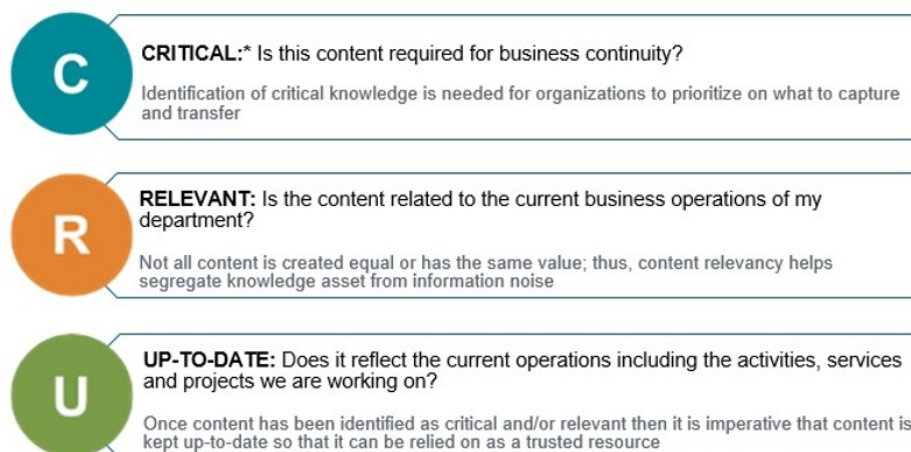 C
CRITICAL:* Is this content required for business continuity?
Identification of critical knowledge is needed for organizations to prioritize on what to capture
and transfer
R
RELEVANT: Is the content related to the current business operations of my
department?
Not all content is created equal or has the same value; thus, content relevancy helps
segregate knowledge asset from information noise
U
UP-TO-DATE: Does it reflect the current operations including the activities, services
and projects we are working on?
Once content has been identified as critical and/or relevant then it is imperative that content is
kept up-to-date so that it can be relied on as a trusted resource